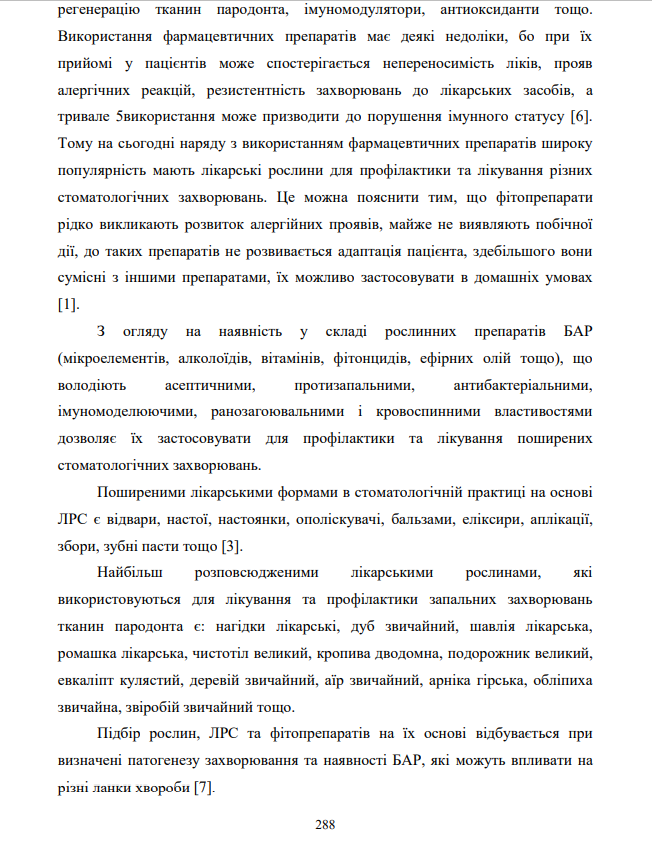 регенерацію тканин пародонта, імуномодулятори, антиоксиданти тощо.
Використання фармацевтичних препаратів має деякі недоліки, бо при їх
прийомі у пацієнтів може спостерігається непереносимість ліків, прояв
алергічних реакцій, резистентність захворювань до лікарських засобів, а
тривале 5використання може призводити до порушення імунного статусу [6].
Тому на сьогодні наряду з використанням фармацевтичних препаратів широку
популярність мають лікарські рослини для профілактики та лікування різних
стоматологічних захворювань. Це можна пояснити тим, що фітопрепарати
рідко викликають розвиток алергійних проявів, майже не виявляють побічної
дії, до таких препаратів не розвивається адаптація пацієнта, здебільшого вони
сумісні з іншими препаратами, їх можливо застосовувати в домашніх умовах
[1].
З огляду на наявність у складі рослинних препаратів БАР
(мікроелементів, алколоїдів, вітамінів, фітонцидів, ефірних олій тощо), що
володіють асептичними, протизапальними, антибактеріальними,
імуномоделюючими, ранозагоювальними і кровоспинними властивостями
дозволяє їх застосовувати для профілактики та лікування поширених
стоматологічних захворювань.
Поширеними лікарськими формами в стоматологічній практиці на основі
ЛРС є відвари, настої, настоянки, ополіскувачі, бальзами, еліксири, аплікації,
збори, зубні пасти тощо [3].
Найбільш розповсюдженими лікарськими рослинами, які
використовуються для лікування та профілактики запальних захворювань
тканин пародонта є: нагідки лікарські, дуб звичайний, шавлія лікарська,
ромашка лікарська, чистотіл великий, кропива дводомна, подорожник великий,
евкаліпт кулястий, деревій звичайний, аїр звичайний, арніка гірська, обліпиха
звичайна, звіробій звичайний тощо.
Підбір рослин, ЛРС та фітопрепаратів на їх основі відбувається при
визначені патогенезу захворювання та наявності БАР, які можуть впливати на
різні ланки хвороби [7].
288